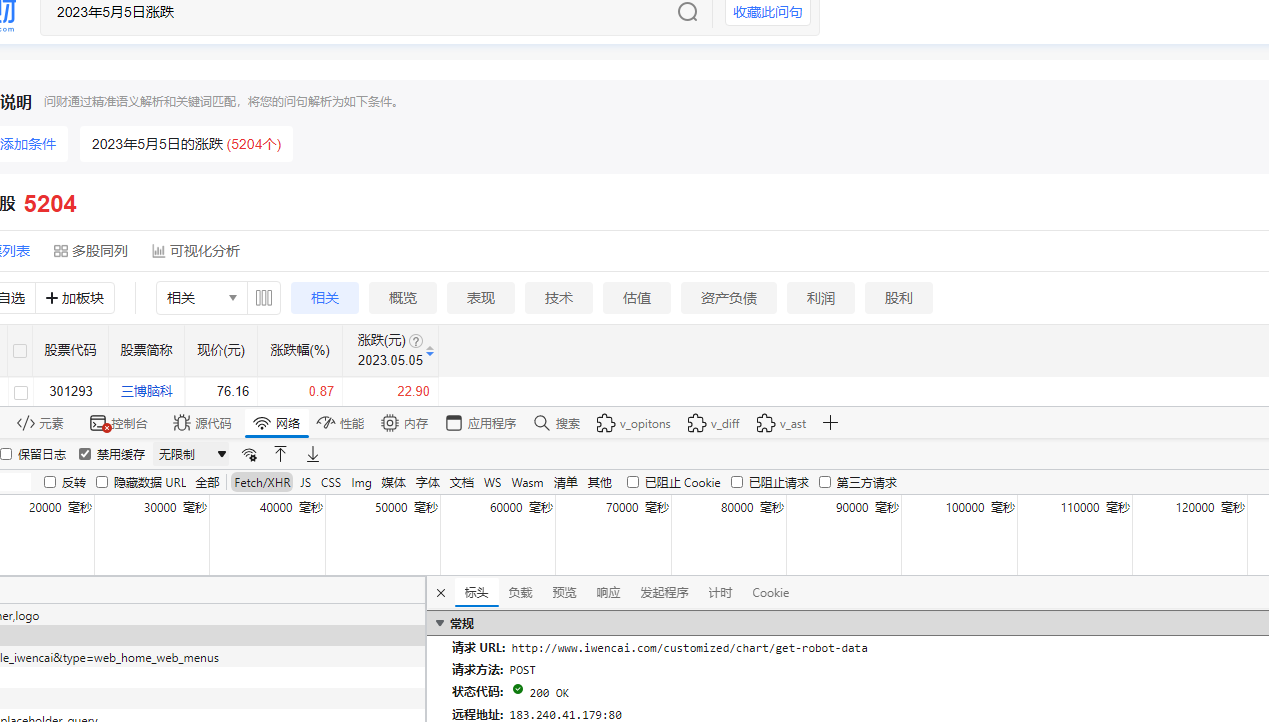 财
2023年5月5日涨跌
收藏此问句
.com
说明 问财通过精准语义解析和关键词匹配，将您的问句解析为如下条件。
添加条件 2023年5月5日的涨跌 (5204个)
股 5204
列表 多股同列 可视化分析
自选 加板块 相关 相关 概览 表现 技术 估值 资产负债 利润 股利
股票代码 股票简称 现价(元) 涨跌幅(%) 涨跌(元) ?
2023.05.05
301293 三博脑科 76.16 0.87 22.90
元素 控制台 源代码 网络 性能 内存 应用程序 搜索 v_opitons v_diff v_ast
保留日志 禁用缓存 无限制
反转 隐藏数据 URL 全部 Fetch/XHR JS CSS Img 媒体 字体 文档 WS Wasm 清单 其他 已阻止 Cookie 已阻止请求 第三方请求
20000 毫秒 30000 毫秒 40000 毫秒 50000 毫秒 60000 毫秒 70000 毫秒 80000 毫秒 90000 毫秒 100000 毫秒 110000 毫秒 120000 毫秒
标头 负载 预览 响应 发起程序 计时 Cookie
ner,logo
常规
请求 URL: http://www.iwencai.com/customized/chart/get-robot-data
le_iwencai&type=web_home_web_menus
请求方法: POST
状态代码: 200 OK
远程地址: 183.240.41.179:80
placeholder_query